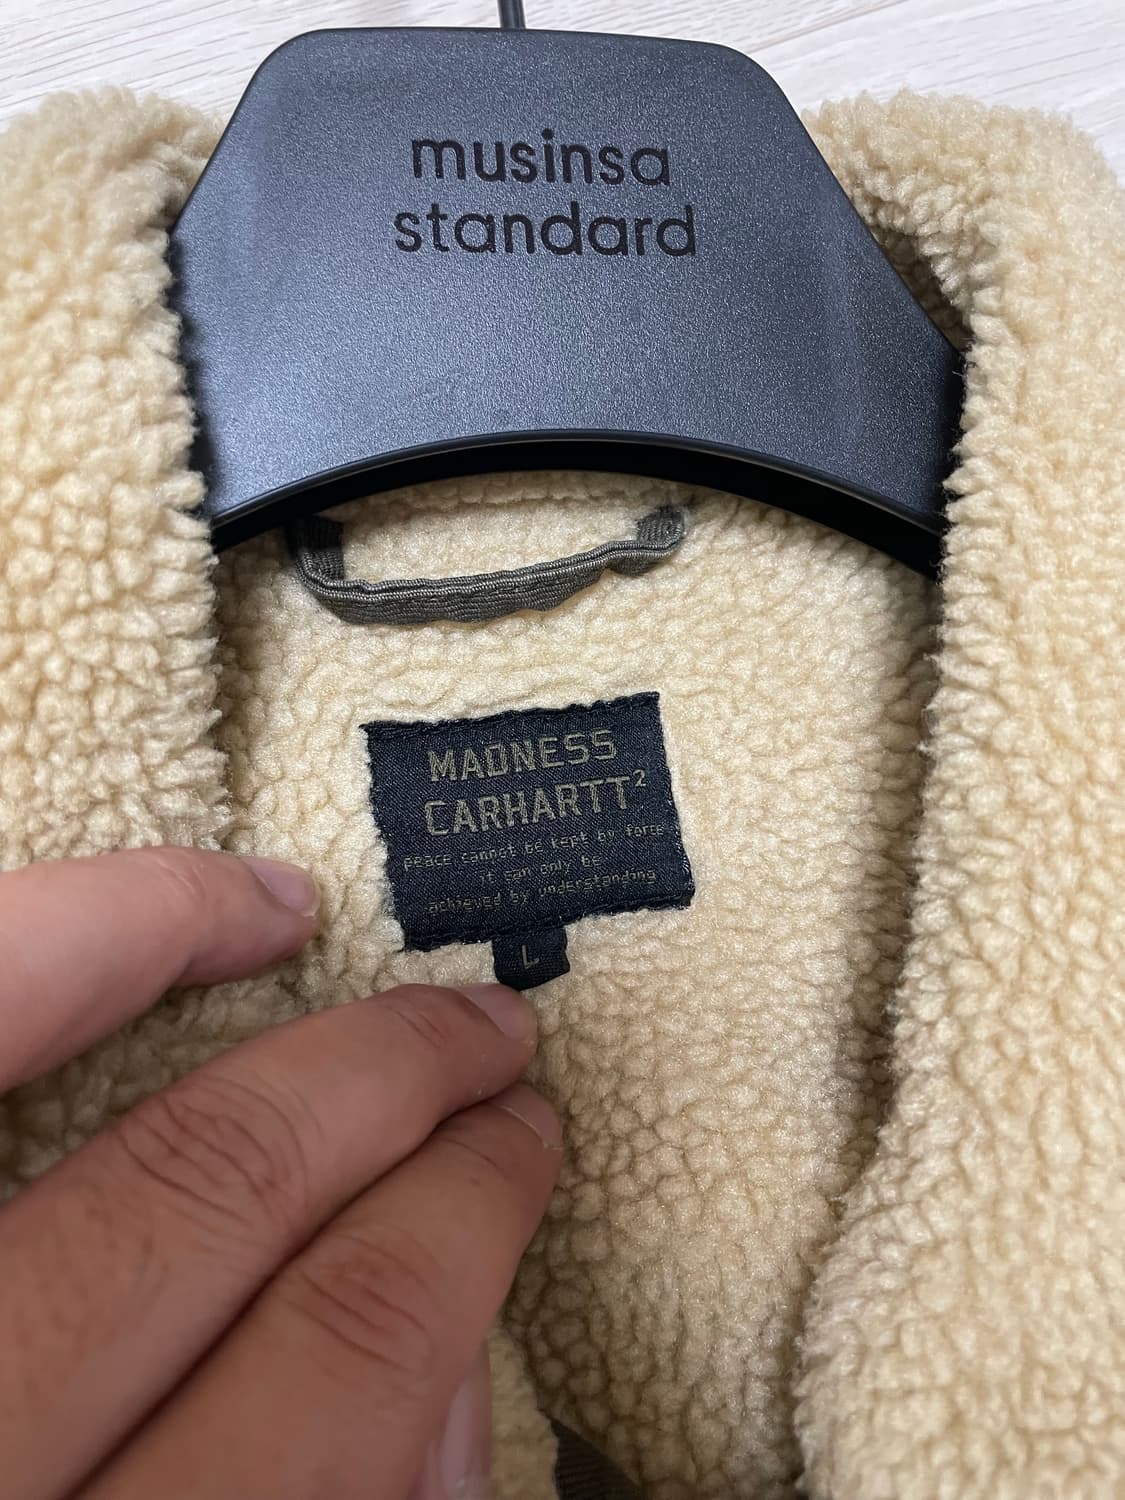 musinsa
standard
MADNESS
CARHARTT²
peace cannot be kept by force
it can only be
achieved by understanding
L